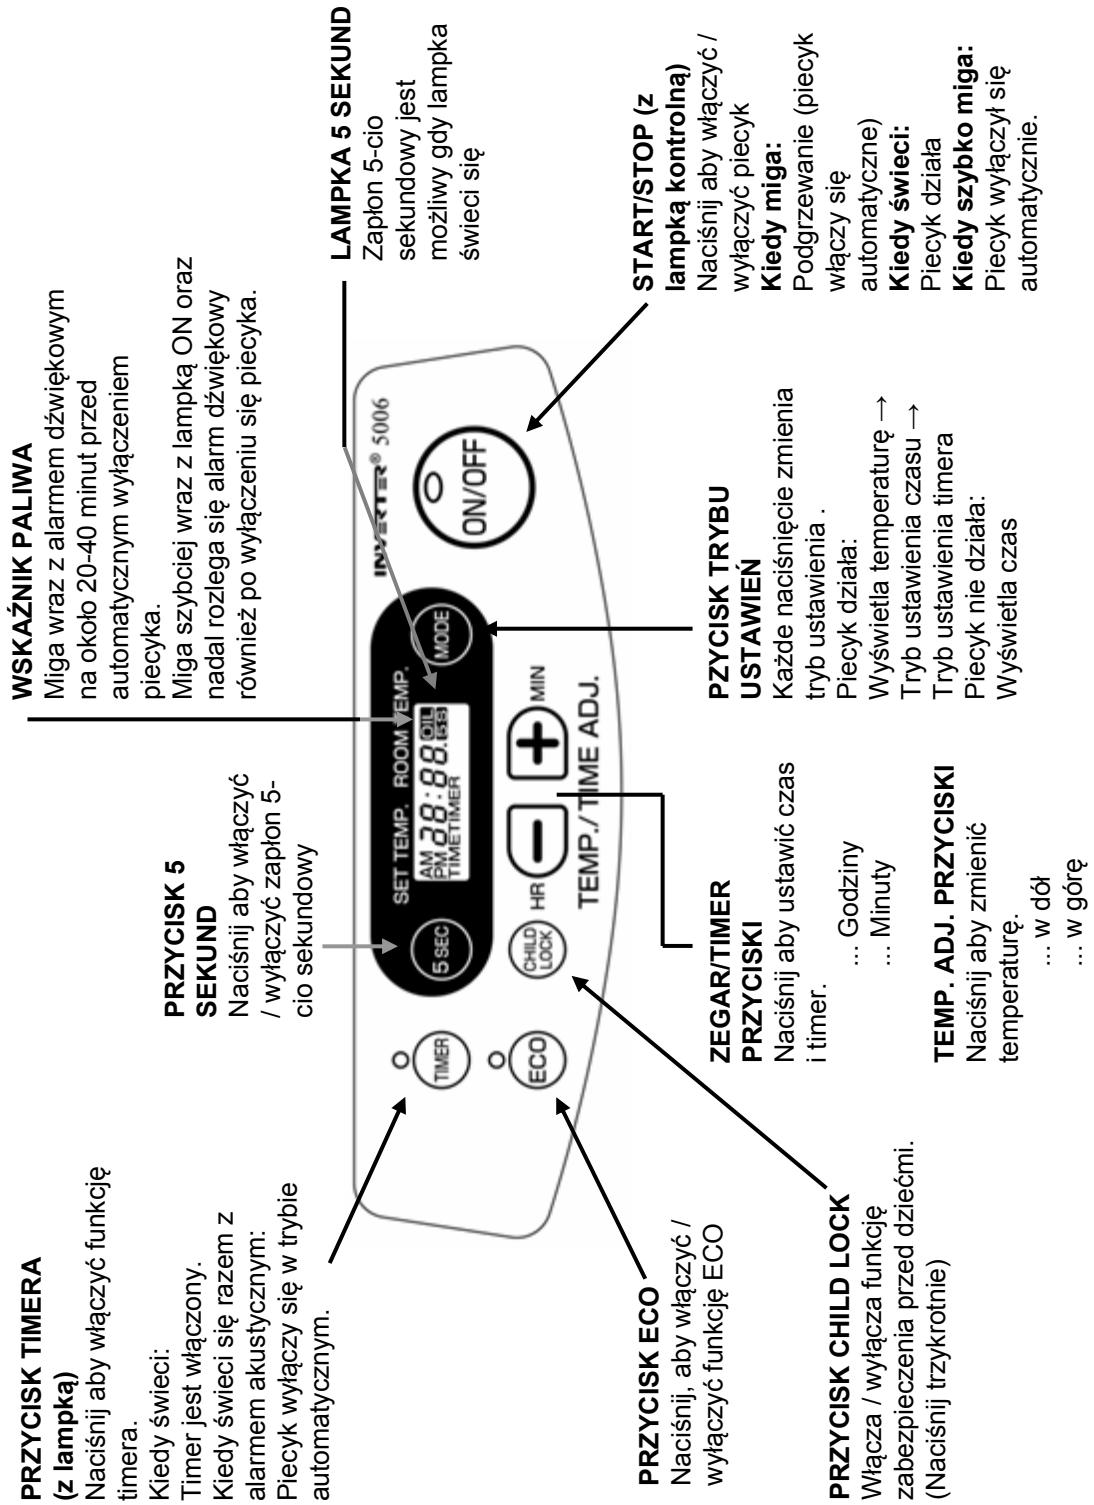 PRZYCISK TIMERA
(z lampką)
Naciśnij aby włączyć funkcję
timera.
Kiedy świeci:
Timer jest włączony.
Kiedy świeci się razem z
alarmem akustycznym:
Piecyk wyłączy się w trybie
automatycznym.
PRZYCISK 5
SEKUND
Naciśnij aby włączyć
/ wyłączyć zapłon 5-
cio sekundowy
WSKAŹNIK PALIWA
Miga wraz z alarmem dźwiękowym
na około 20-40 minut przed
automatycznym wyłączeniem
piecyka.
Miga szybciej wraz z lampką ON oraz
nadal rozlega się alarm dźwiękowy
również po wyłączeniu się piecyka.
LAMPKA 5 SEKUND
Zapłon 5-cio
sekundowy jest
możliwy gdy lampka
świeci się
INVERTER® 5006
SET TEMP. ROOM TEMP.
TIMER
5 SEC
AM
PM
38:88.
OIL
5S
TIMETIMER
MODE
ON/OFF
ECO
CHILD
LOCK
HR
−
+
MIN
TEMP./TIME ADJ.
PRZYCISK ECO
Naciśnij, aby włączyć /
wyłączyć funkcję ECO
PRZYCISK CHILD LOCK
Włącza / wyłącza funkcję
zabezpieczenia przed dziećmi.
(Naciśnij trzykrotnie)
ZEGAR/TIMER
PRZYCISKI
Naciśnij aby ustawić czas
i timer.
... Godziny
... Minuty
TEMP. ADJ. PRZYCISKI
Naciśnij aby zmienić
temperaturę.
... w dół
... w górę
PZYCISK TRYBU
USTAWIEŃ
Każde naciśnięcie zmienia
tryb ustawienia .
Piecyk działa:
Wyświetla temperaturę →
Tryb ustawienia czasu →
Tryb ustawienia timera
Piecyk nie działa:
Wyświetla czas
START/STOP (z
lampką kontrolną)
Naciśnij aby włączyć /
wyłączyć piecyk
Kiedy miga:
Podgrzewanie (piecyk
włączy się
automatyczne)
Kiedy świeci:
Piecyk działa
Kiedy szybko miga:
Piecyk wyłączył się
automatycznie.